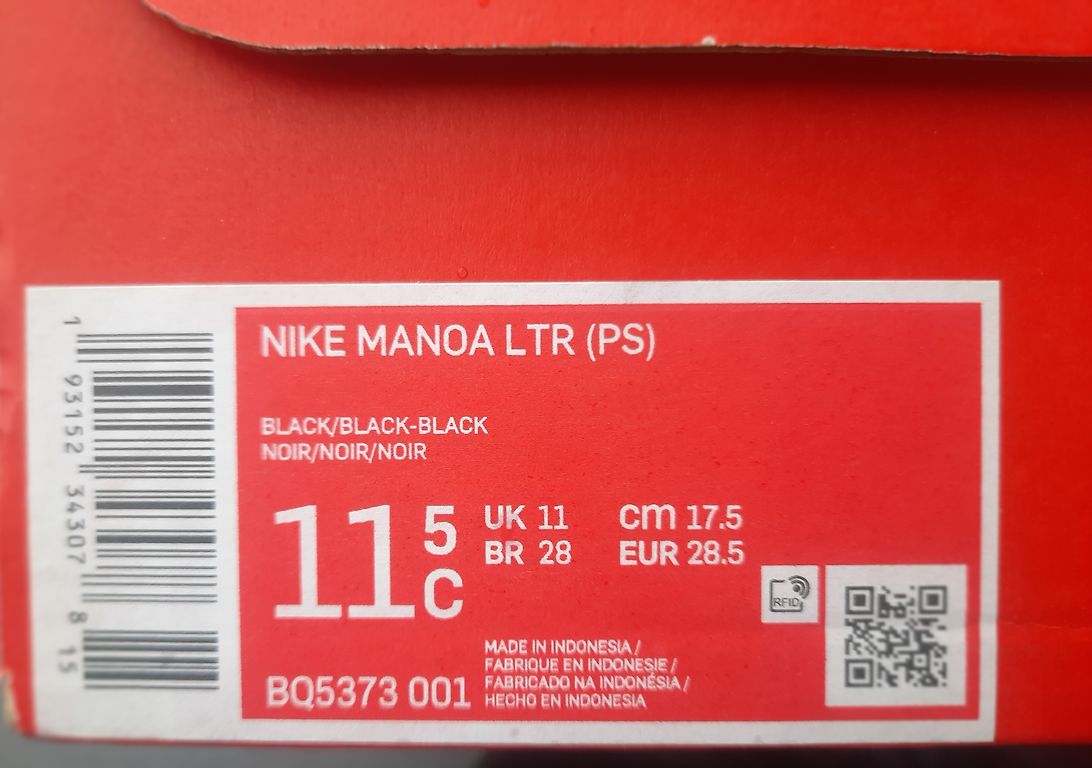 NIKE MANOA LTR (PS)
BLACK/BLACK-BLACK
NOIR/NOIR/NOIR
11 5 C
UK 11 cm 17.5
BR 28 EUR 28.5
RFID
MADE IN INDONESIA /
FABRIQUE EN INDONESIE /
FABRICADO NA INDONÉSIA /
HECHO EN INDONESIA
BQ5373 001
1 93152 34307 8 15